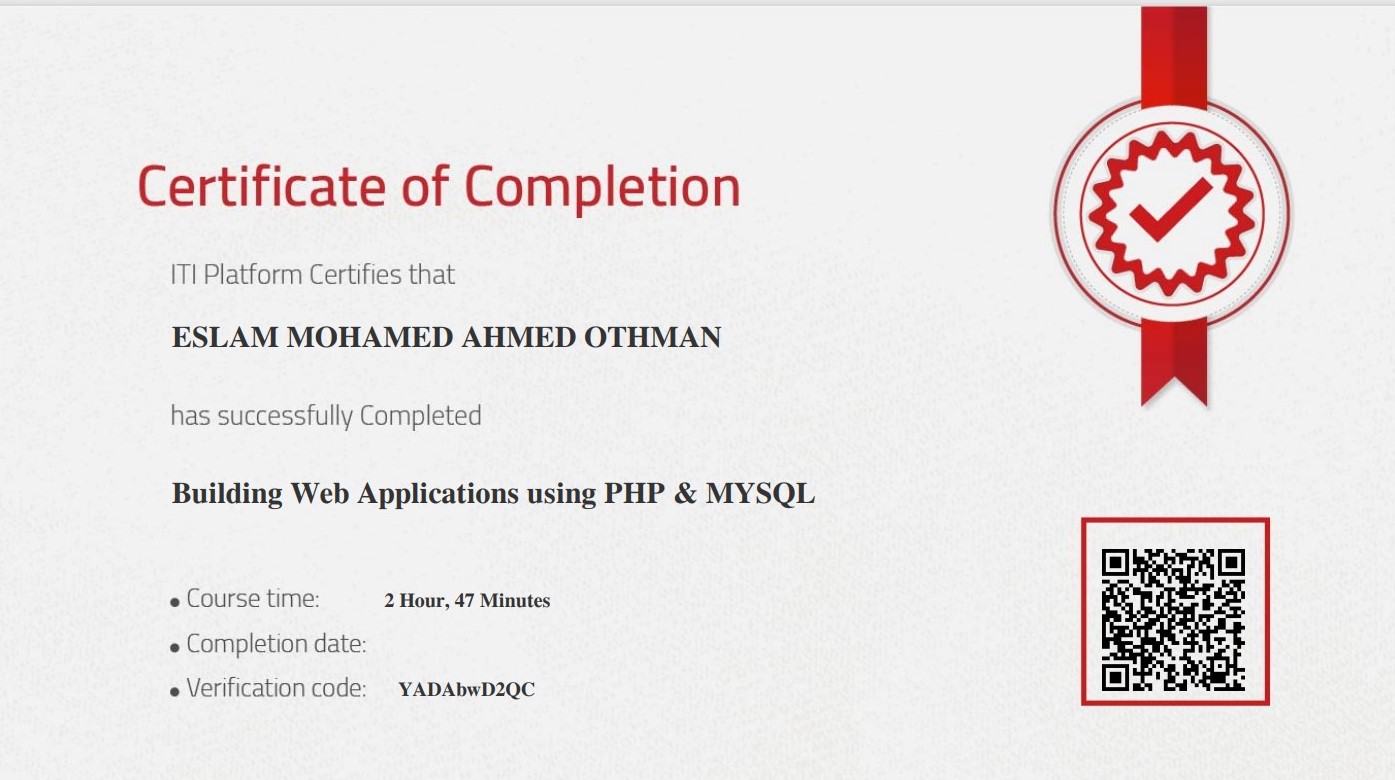 Certificate of Completion
ITI Platform Certifies that
ESLAM MOHAMED AHMED OTHMAN
has successfully Completed
Building Web Applications using PHP & MYSQL
• Course time: 2 Hour, 47 Minutes
• Completion date:
• Verification code: YADAbwD2QC